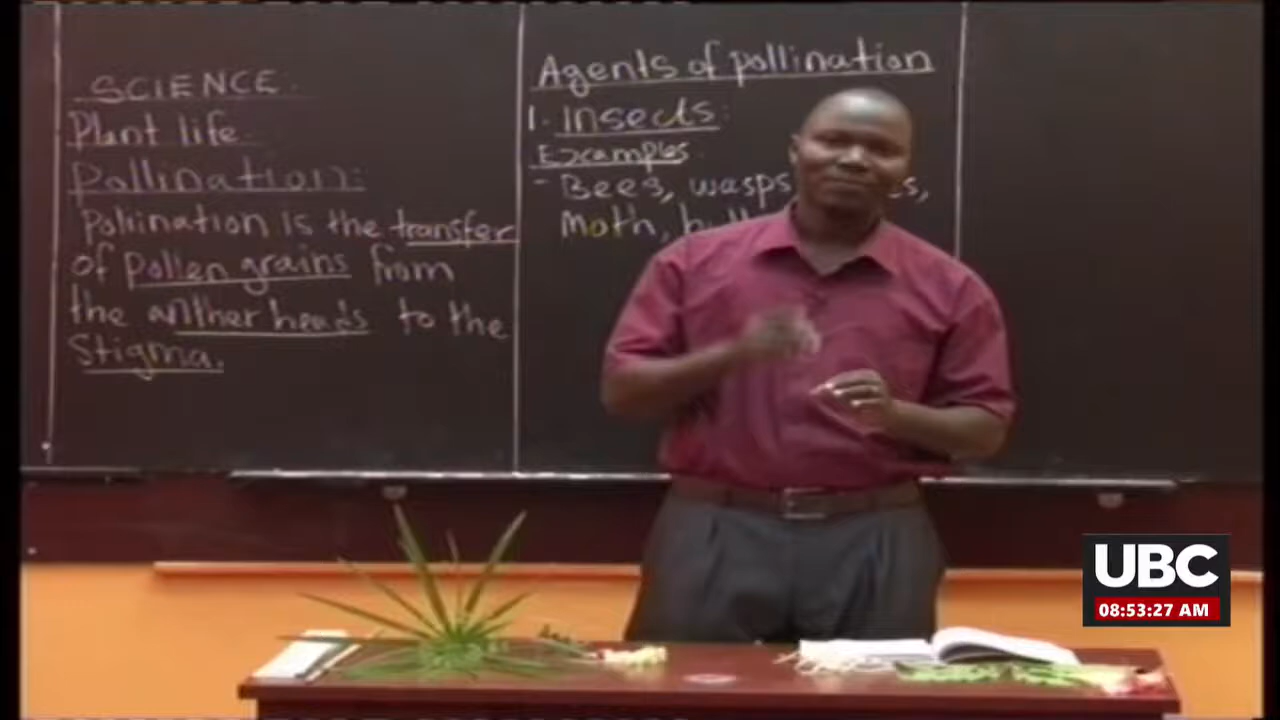 SCIENCE.
Plant life.
Pollination:
Pollination is the transfer
of pollen grains from
the anther heads to the
Stigma.
Agents of pollination
1. Insects:
Examples
- Bees, wasps
Moth,
UBC
08:53:27 AM